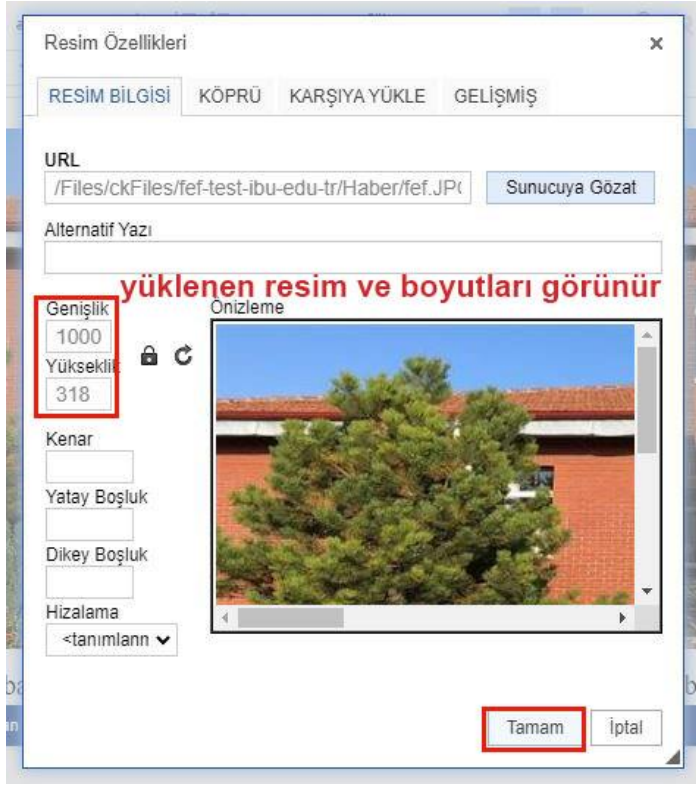 Resim Özellikleri
RESİM BİLGİSİ KÖPRÜ KARŞIYA YÜKLE GELİŞMİŞ
URL
/Files/ckFiles/fef-test-ibu-edu-tr/Haber/fef.JP Sunucuya Gözat
Alternatif Yazı
yüklenen resim ve boyutları görünür
Genişlik Önizleme
1000
Yükseklik
318
Kenar
Yatay Boşluk
Dikey Boşluk
Hizalama
<tanımlann
Tamam İptal